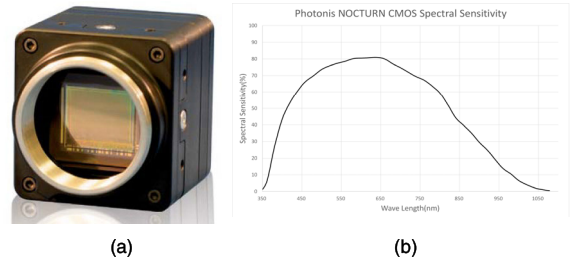 Photonis NOCTURN CMOS Spectral Sensitivity
100
90
80
70
60
50
40
30
20
10
0
Spectral Sensitivity(%)
350 450 550 650 750 850 950 1050
Wave Length(nm)
(a) (b)